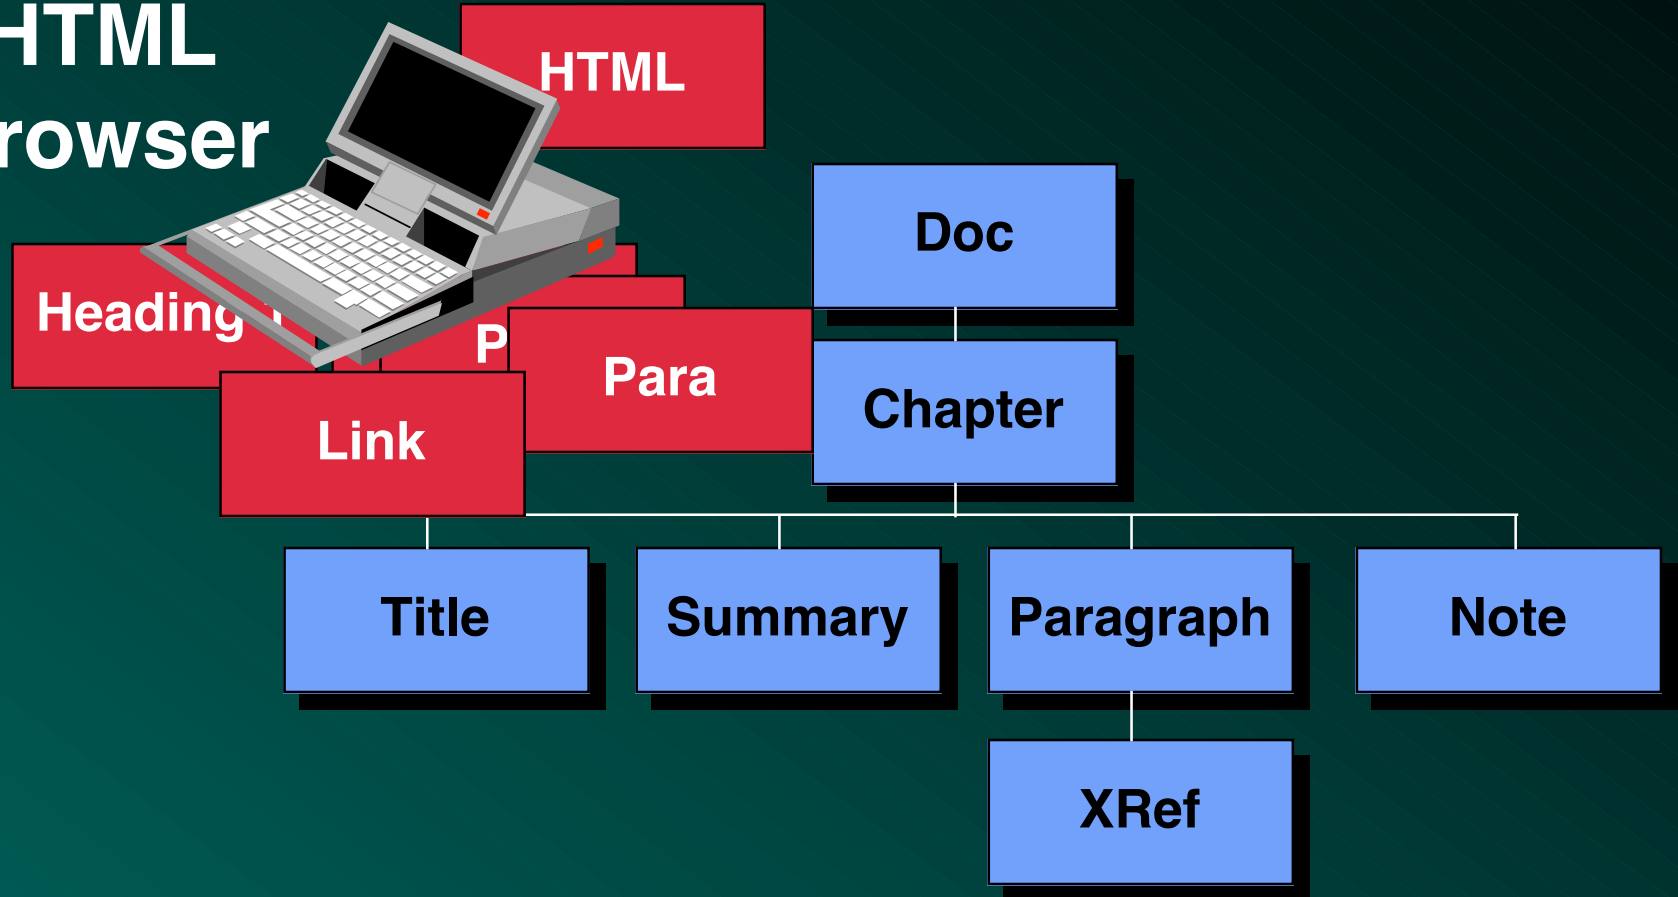 HTML
rowser
HTML
Doc
Heading
P
Para
Chapter
Link
Title
Summary
Paragraph
Note
XRef